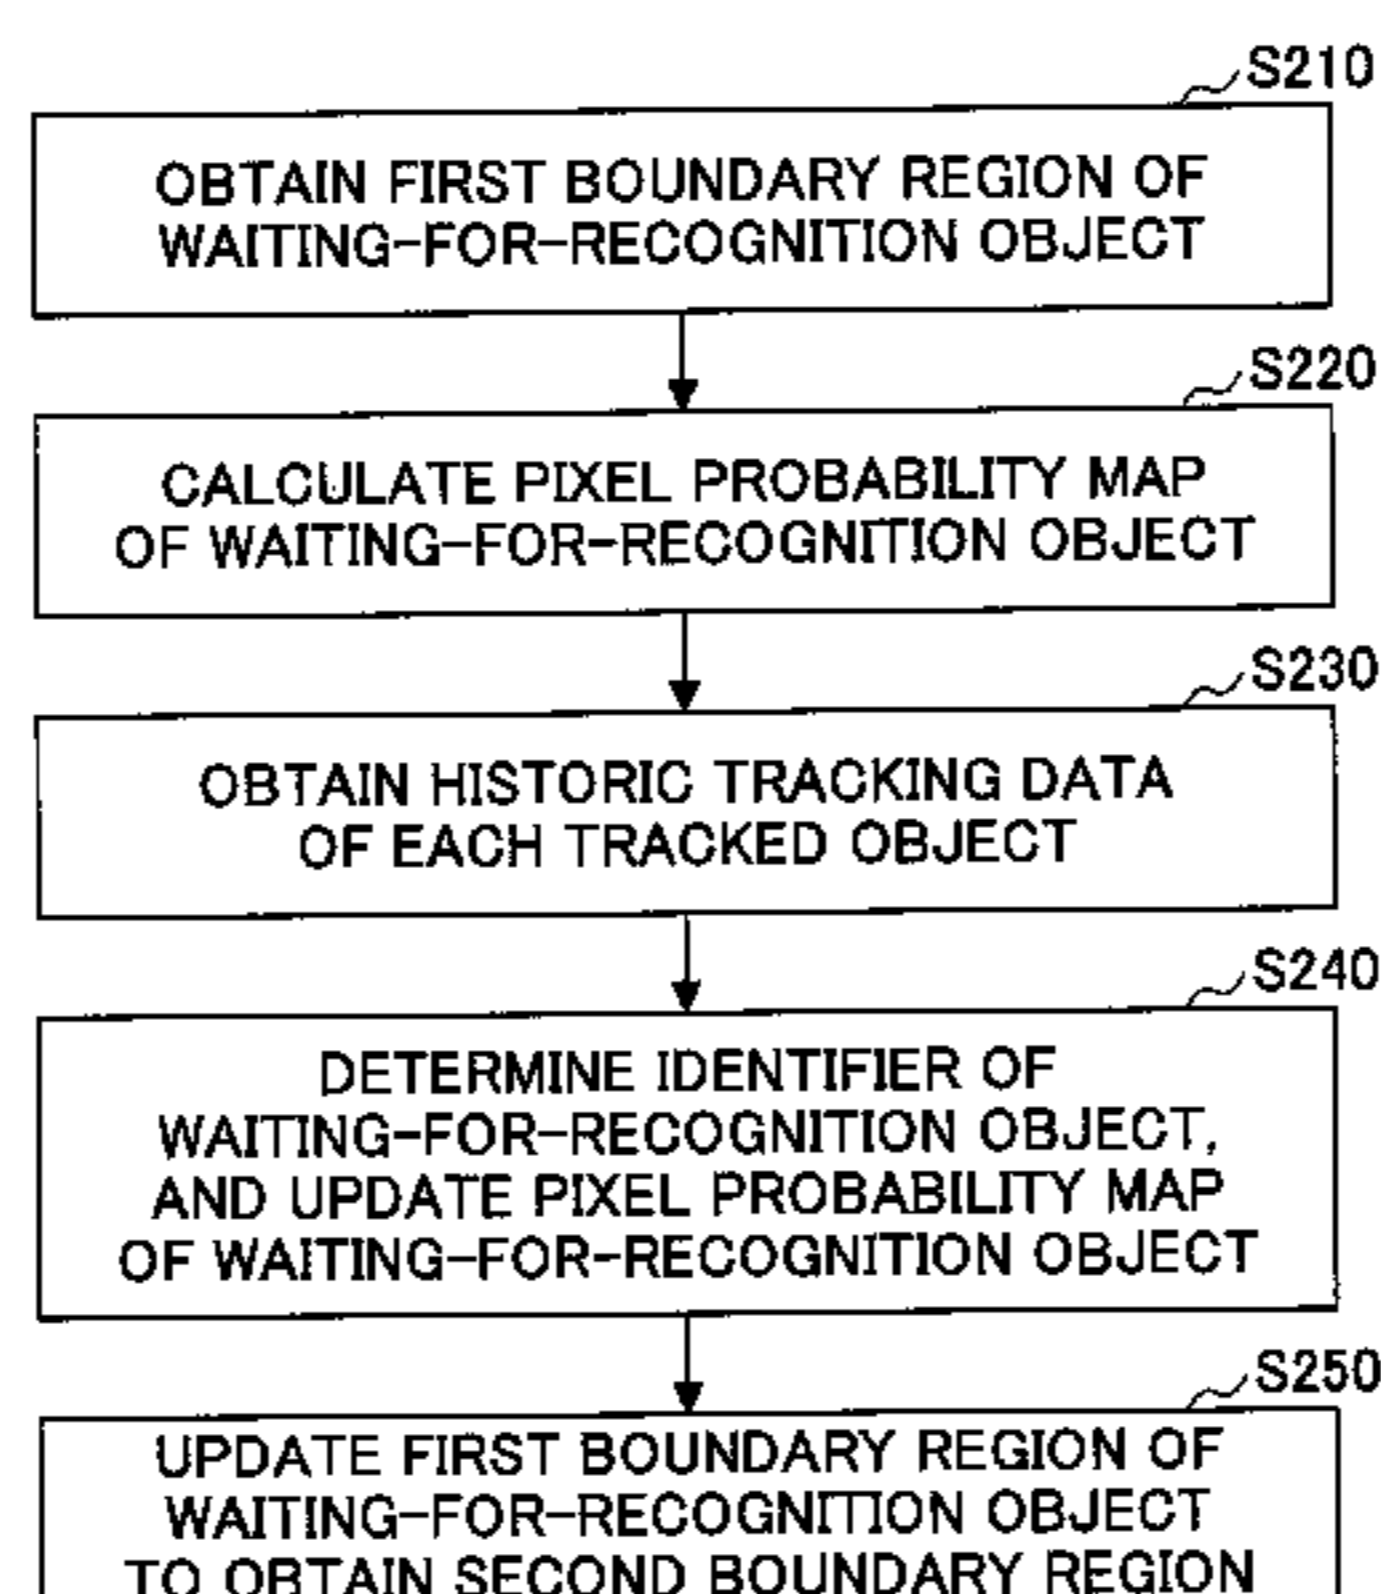 S210
OBTAIN FIRST BOUNDARY REGION OF
WAITING-FOR-RECOGNITION OBJECT
S220
CALCULATE PIXEL PROBABILITY MAP
OF WAITING-FOR-RECOGNITION OBJECT
S230
OBTAIN HISTORIC TRACKING DATA
OF EACH TRACKED OBJECT
S240
DETERMINE IDENTIFIER OF
WAITING-FOR-RECOGNITION OBJECT,
AND UPDATE PIXEL PROBABILITY MAP
OF WAITING-FOR-RECOGNITION OBJECT
S250
UPDATE FIRST BOUNDARY REGION OF
WAITING-FOR-RECOGNITION OBJECT
TO OBTAIN SECOND BOUNDARY REGION